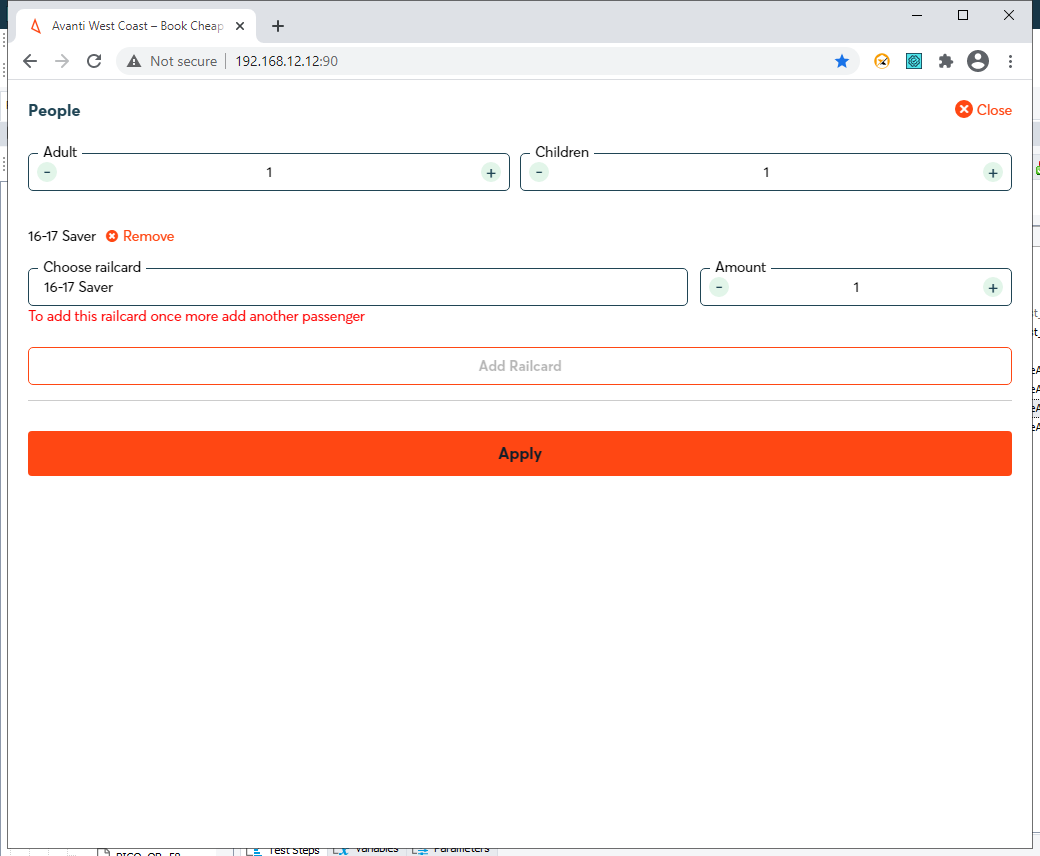 Avanti West Coast – Book Cheap
Not secure
192.168.12.12:90
People
Close
Adult
- 1 +
Children
- 1 +
16-17 Saver Remove
Choose railcard
16-17 Saver
Amount
- 1 +
To add this railcard once more add another passenger
Add Railcard
Apply
Test Steps
Variables
Parameters